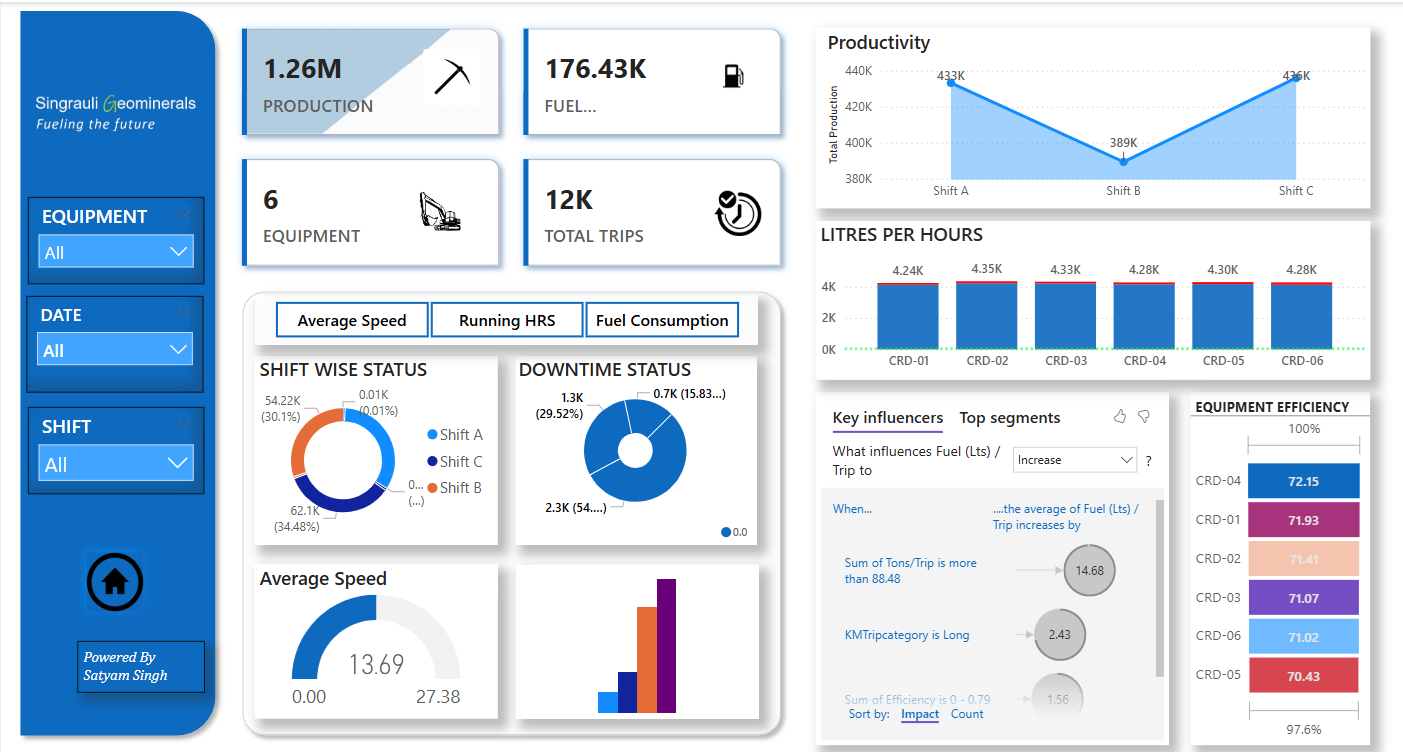 Singrauli Geominerals
Fueling the future
EQUIPMENT
All
DATE
All
SHIFT
All
Powered By
Satyam Singh
1.26M
PRODUCTION
176.43K
FUEL...
6
EQUIPMENT
12K
TOTAL TRIPS
Average Speed
Running HRS
Fuel Consumption
SHIFT WISE STATUS
54.22K
(30.1%)
0.01K
(0.01%)
0...
(...)
62.1K
(34.48%)
Shift A
Shift C
Shift B
DOWNTIME STATUS
1.3K
(29.52%)
0.7K (15.83...)
2.3K (54....)
0.0
Average Speed
13.69
0.00
27.38
Productivity
Total Production
440K
420K
400K
380K
433K
389K
436K
Shift A
Shift B
Shift C
LITRES PER HOURS
4K
2K
0K
4.24K
4.35K
4.33K
4.28K
4.30K
4.28K
CRD-01
CRD-02
CRD-03
CRD-04
CRD-05
CRD-06
Key influencers
Top segments
What influences Fuel (Lts) /
Trip to
Increase
?
When...
....the average of Fuel (Lts) /
Trip increases by
Sum of Tons/Trip is more
than 88.48
14.68
KMTripcategory is Long
2.43
Sum of Efficiency is 0 - 0.79
1.56
Sort by:
Impact
Count
EQUIPMENT EFFICIENCY
100%
CRD-04
72.15
CRD-01
71.93
CRD-02
71.41
CRD-03
71.07
CRD-06
71.02
CRD-05
70.43
97.6%